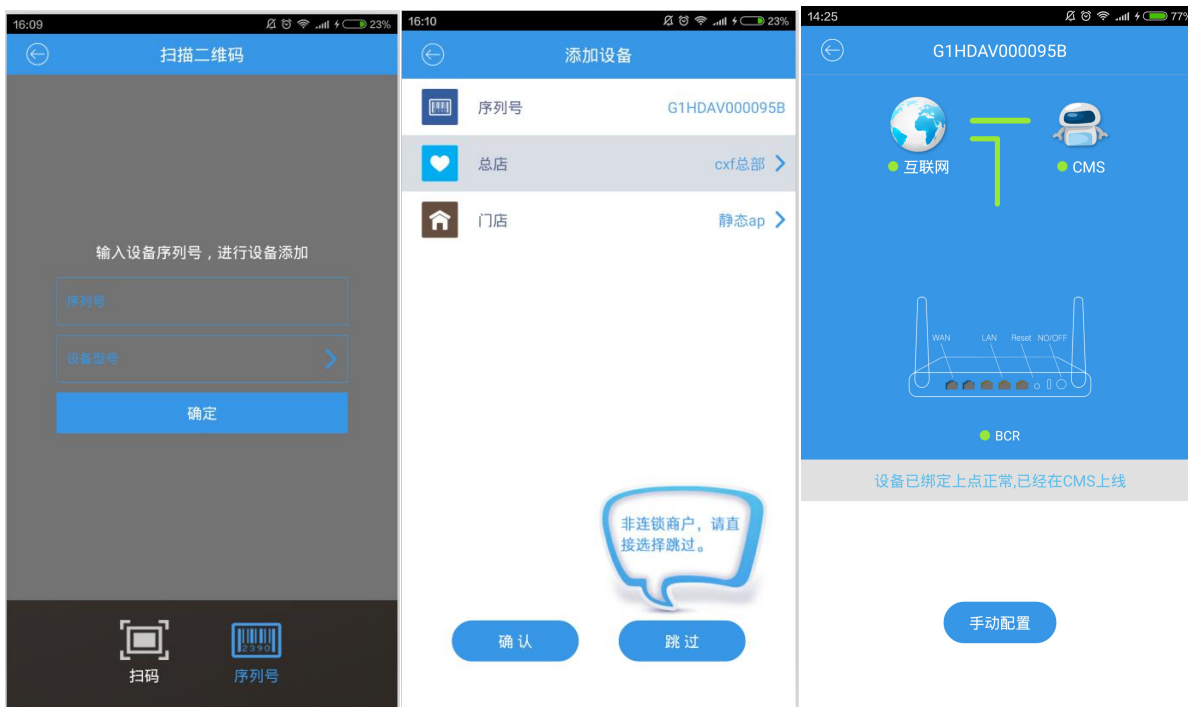 16:09
23%
扫描二维码
输入设备序列号，进行设备添加
序列号
设备型号
确定
2390
扫码
序列号
16:10
23%
添加设备
序列号
G1HDAV000095B
总店
cxf总部
门店
静态ap
非连锁商户，请直
接选择跳过。
确 认
跳 过
14:25
77%
G1HDAV000095B
互联网
CMS
WAN
LAN
Reset
NO/OFF
BCR
设备已绑定上点正常,已经在CMS上线
手动配置